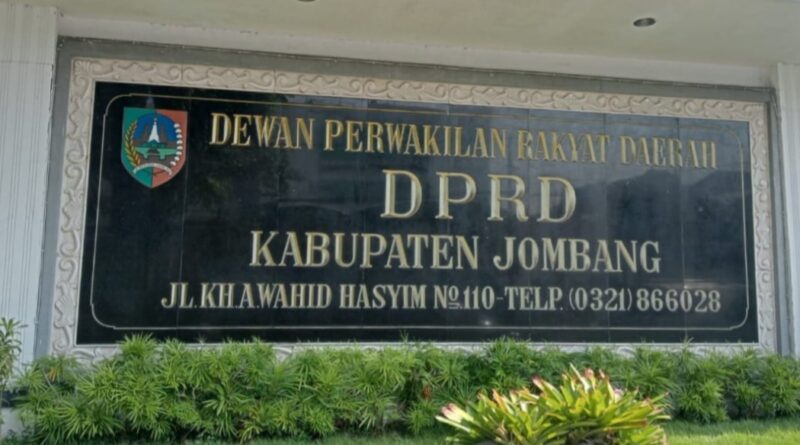 DEWAN PERWAKILAN RAKYAT DAERAH
DPRD
KABUPATEN JOMBANG
JL.KH.A.WAHID HASYIM No.110-TELP. (0321) 866028